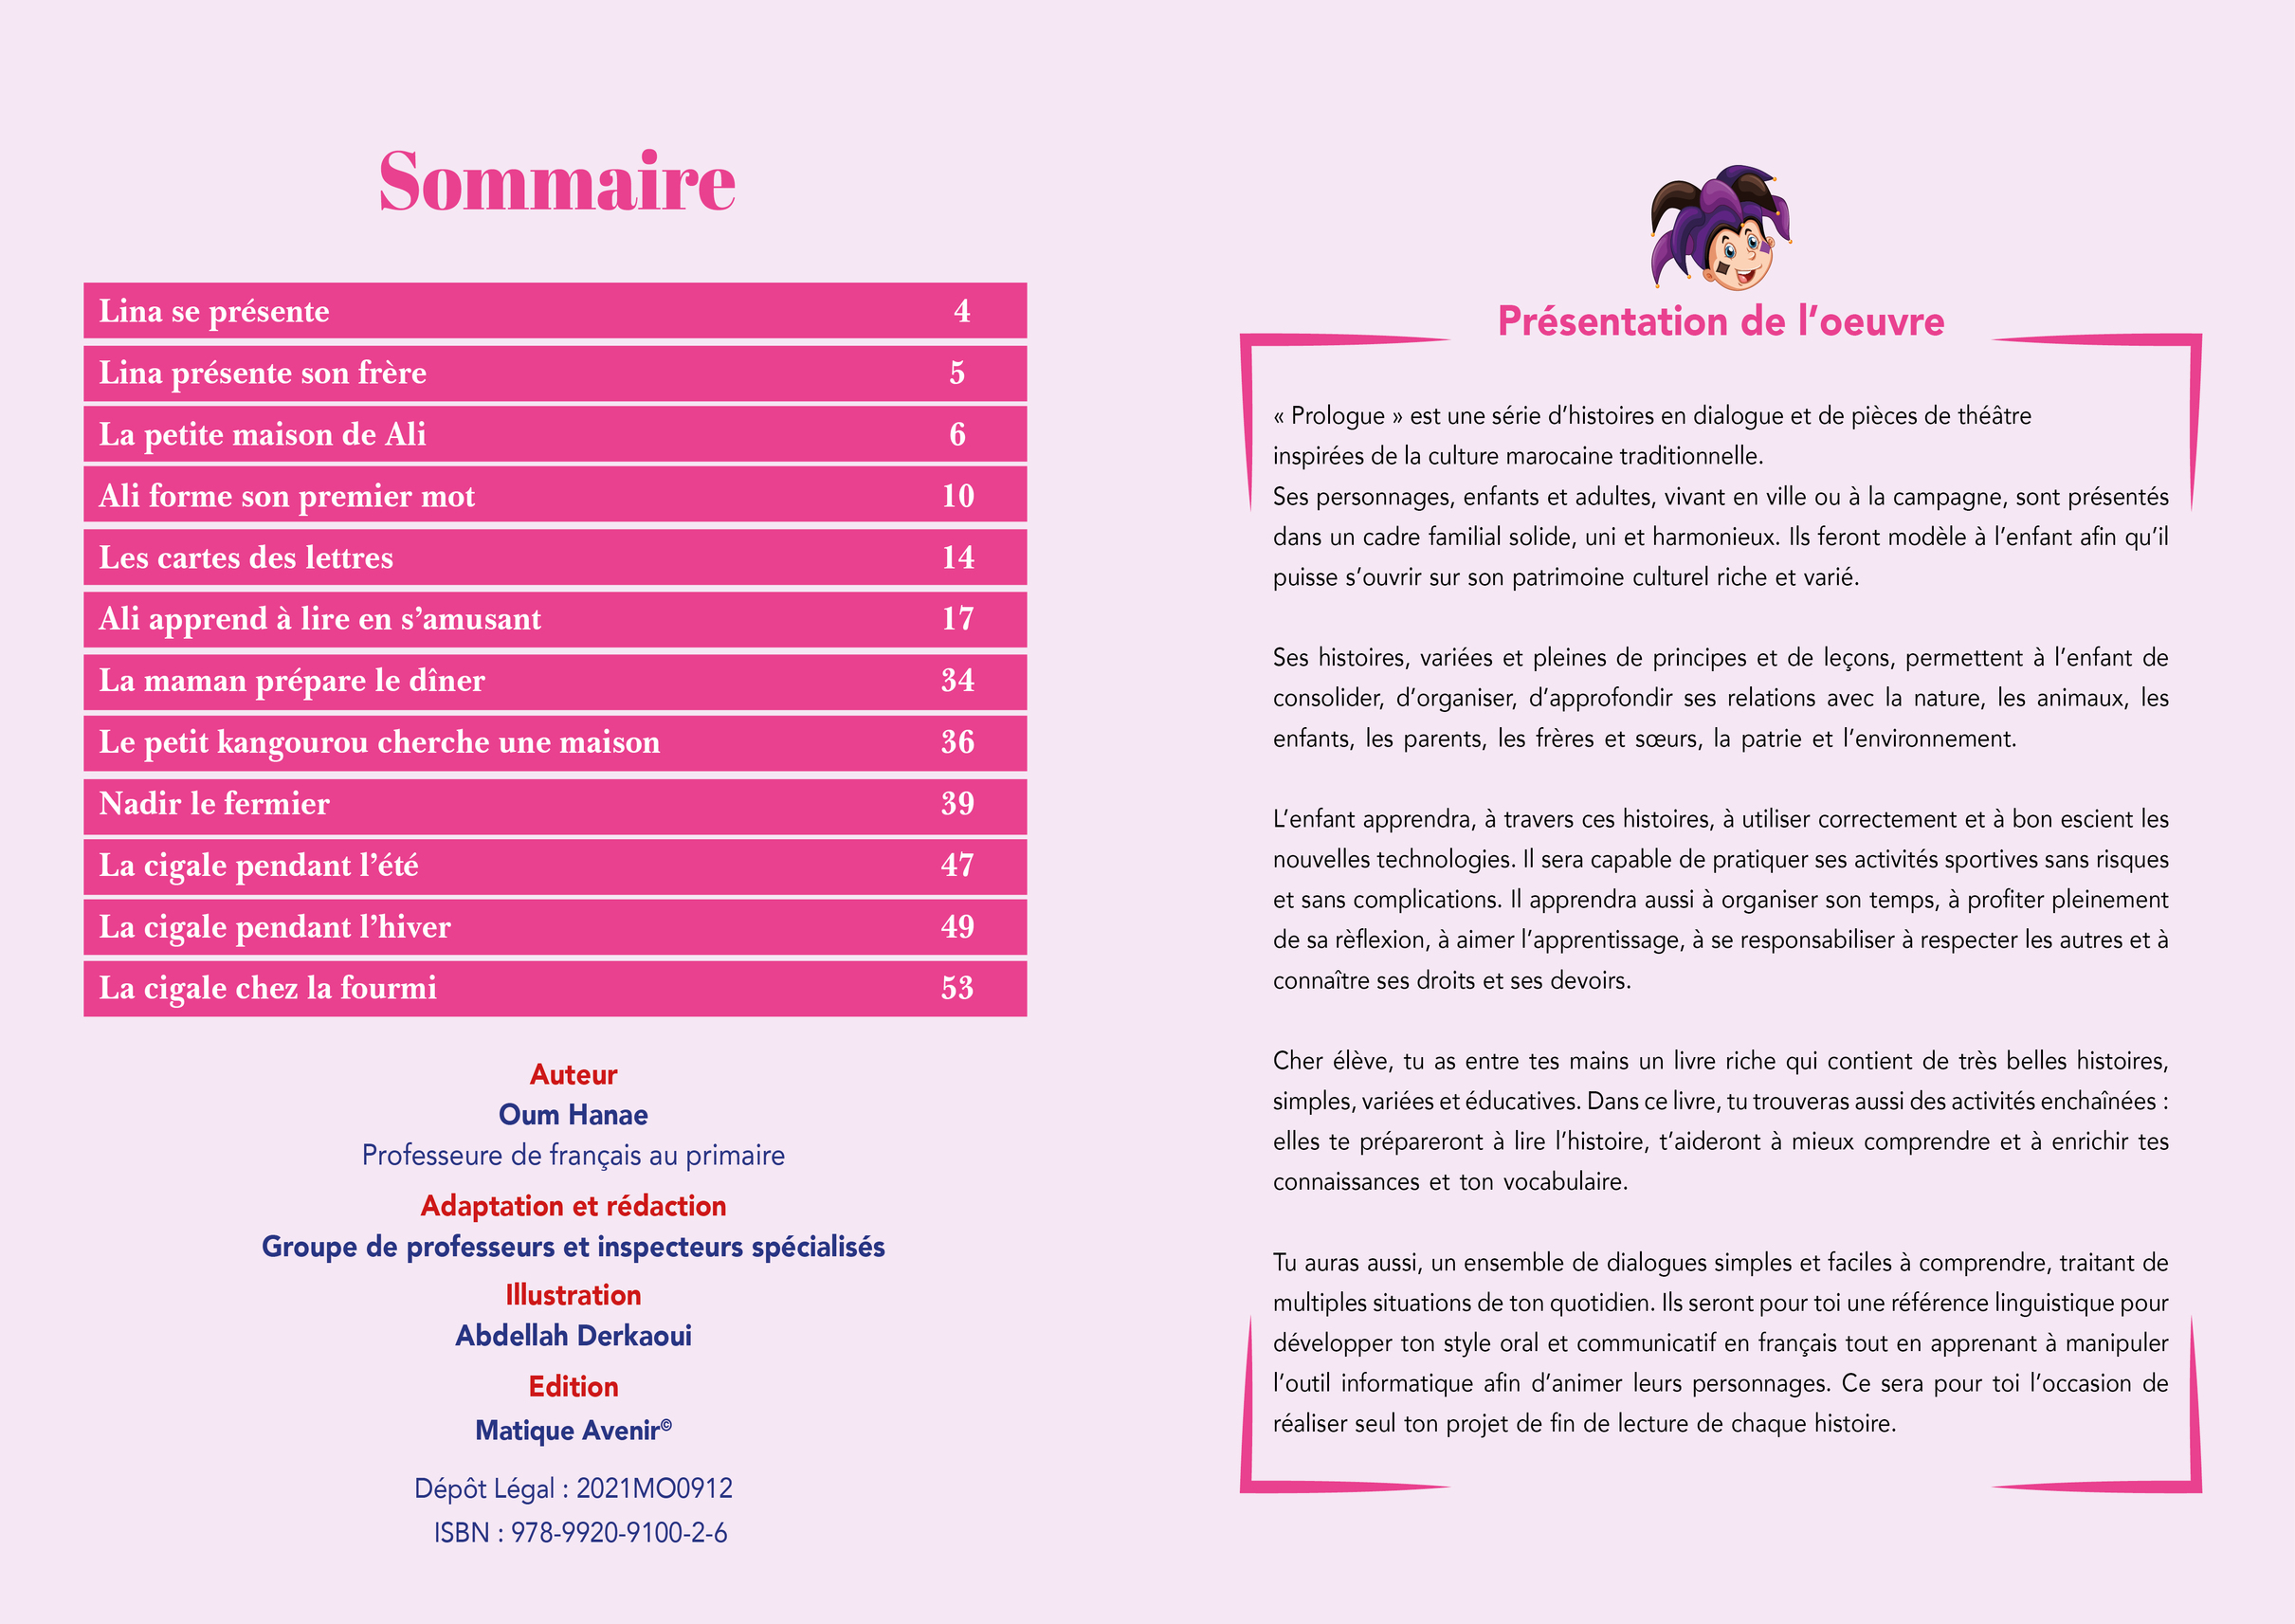 Sommaire
Lina se présente 4
Lina présente son frère 5
La petite maison de Ali 6
Ali forme son premier mot 10
Les cartes des lettres 14
Ali apprend à lire en s’amusant 17
La maman prépare le dîner 34
Le petit kangourou cherche une maison 36
Nadir le fermier 39
La cigale pendant l’été 47
La cigale pendant l’hiver 49
La cigale chez la fourmi 53
Auteur
Oum Hanae
Professeure de français au primaire
Adaptation et rédaction
Groupe de professeurs et inspecteurs spécialisés
Illustration
Abdellah Derkaoui
Edition
Matique Avenir©
Dépôt Légal : 2021MO0912
ISBN : 978-9920-9100-2-6
Présentation de l’oeuvre
« Prologue » est une série d’histoires en dialogue et de pièces de théâtre
inspirées de la culture marocaine traditionnelle.
Ses personnages, enfants et adultes, vivant en ville ou à la campagne, sont présentés
dans un cadre familial solide, uni et harmonieux. Ils feront modèle à l’enfant afin qu’il
puisse s’ouvrir sur son patrimoine culturel riche et varié.
Ses histoires, variées et pleines de principes et de leçons, permettent à l’enfant de
consolider, d’organiser, d’approfondir ses relations avec la nature, les animaux, les
enfants, les parents, les frères et sœurs, la patrie et l’environnement.
L’enfant apprendra, à travers ces histoires, à utiliser correctement et à bon escient les
nouvelles technologies. Il sera capable de pratiquer ses activités sportives sans risques
et sans complications. Il apprendra aussi à organiser son temps, à profiter pleinement
de sa rèflexion, à aimer l’apprentissage, à se responsabiliser à respecter les autres et à
connaître ses droits et ses devoirs.
Cher élève, tu as entre tes mains un livre riche qui contient de très belles histoires,
simples, variées et éducatives. Dans ce livre, tu trouveras aussi des activités enchaînées :
elles te prépareront à lire l’histoire, t’aideront à mieux comprendre et à enrichir tes
connaissances et ton vocabulaire.
Tu auras aussi, un ensemble de dialogues simples et faciles à comprendre, traitant de
multiples situations de ton quotidien. Ils seront pour toi une référence linguistique pour
développer ton style oral et communicatif en français tout en apprenant à manipuler
l’outil informatique afin d’animer leurs personnages. Ce sera pour toi l’occasion de
réaliser seul ton projet de fin de lecture de chaque histoire.